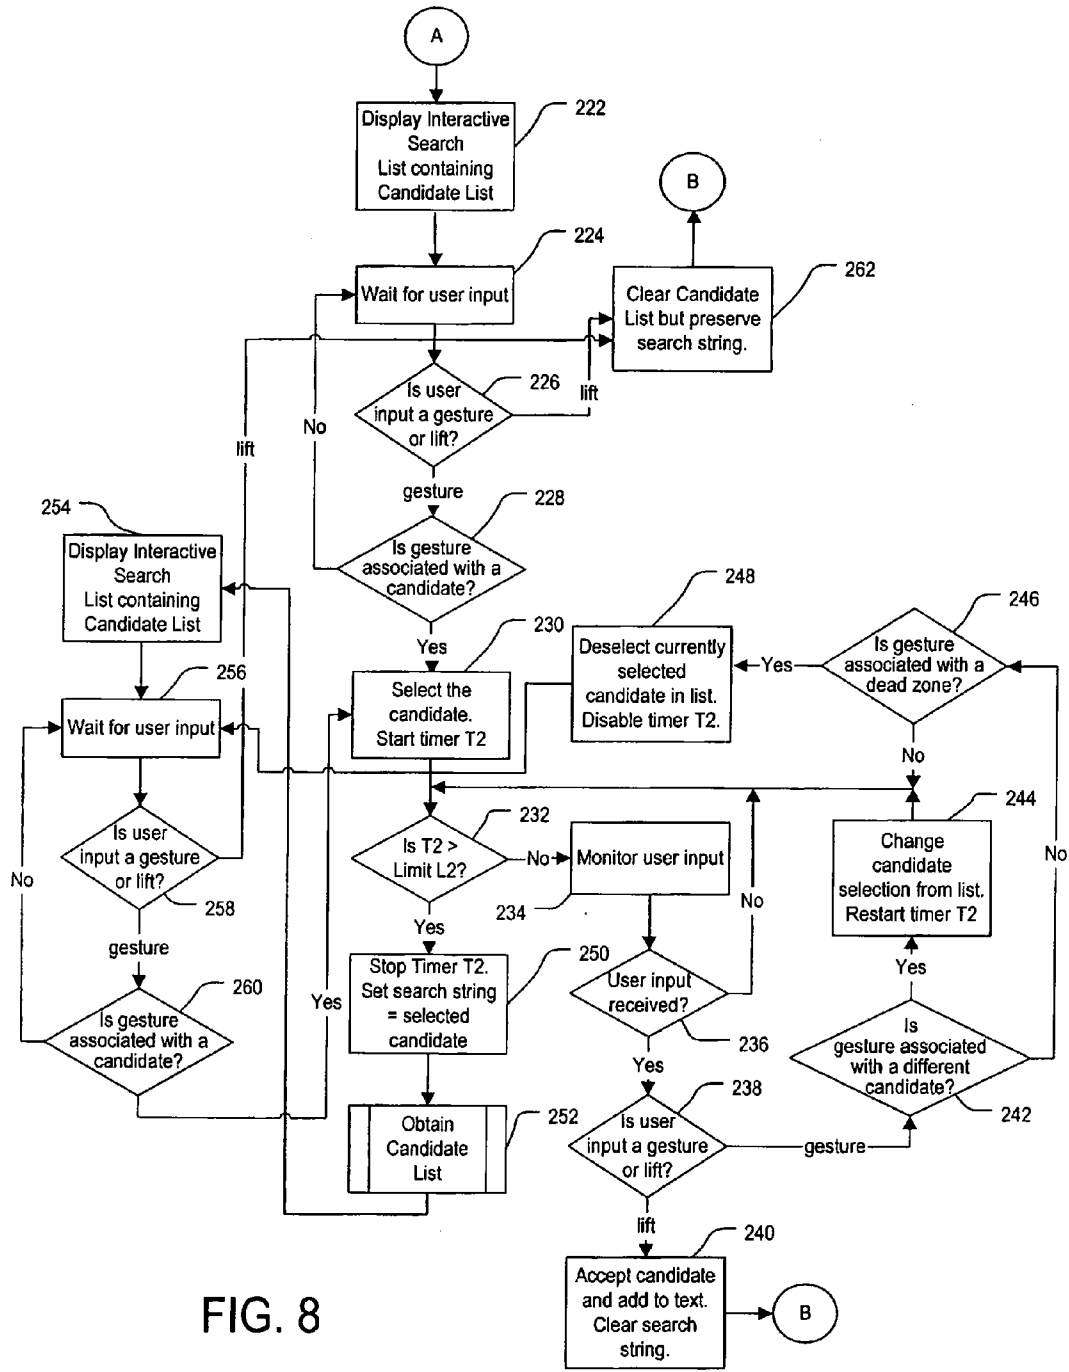 A
Display Interactive
Search
List containing
Candidate List
222
B
Wait for user input
224
Clear Candidate
List but preserve
search string.
262
Is user
input a gesture
or lift?
226
lift
No
lift
gesture
228
Is gesture
associated with a
candidate?
254
Display Interactive
Search
List containing
Candidate List
Yes
230
Select the
candidate.
Start timer T2
248
Deselect currently
selected
candidate in list.
Disable timer T2.
Yes
246
Is gesture
associated with a
dead zone?
No
256
Wait for user input
232
Is T2 >
Limit L2?
No
Monitor user input
234
No
244
Change
candidate
selection from list.
Restart timer T2
No
Is user
input a gesture
or lift?
258
No
gesture
Yes
250
Stop Timer T2.
Set search string
= selected
candidate
User input
received?
236
Yes
Yes
260
Is gesture
associated with a
candidate?
Yes
Is
gesture associated
with a different
candidate?
242
252
Obtain
Candidate
List
238
Is user
input a gesture
or lift?
gesture
lift
240
Accept candidate
and add to text.
Clear search
string.
B
FIG. 8